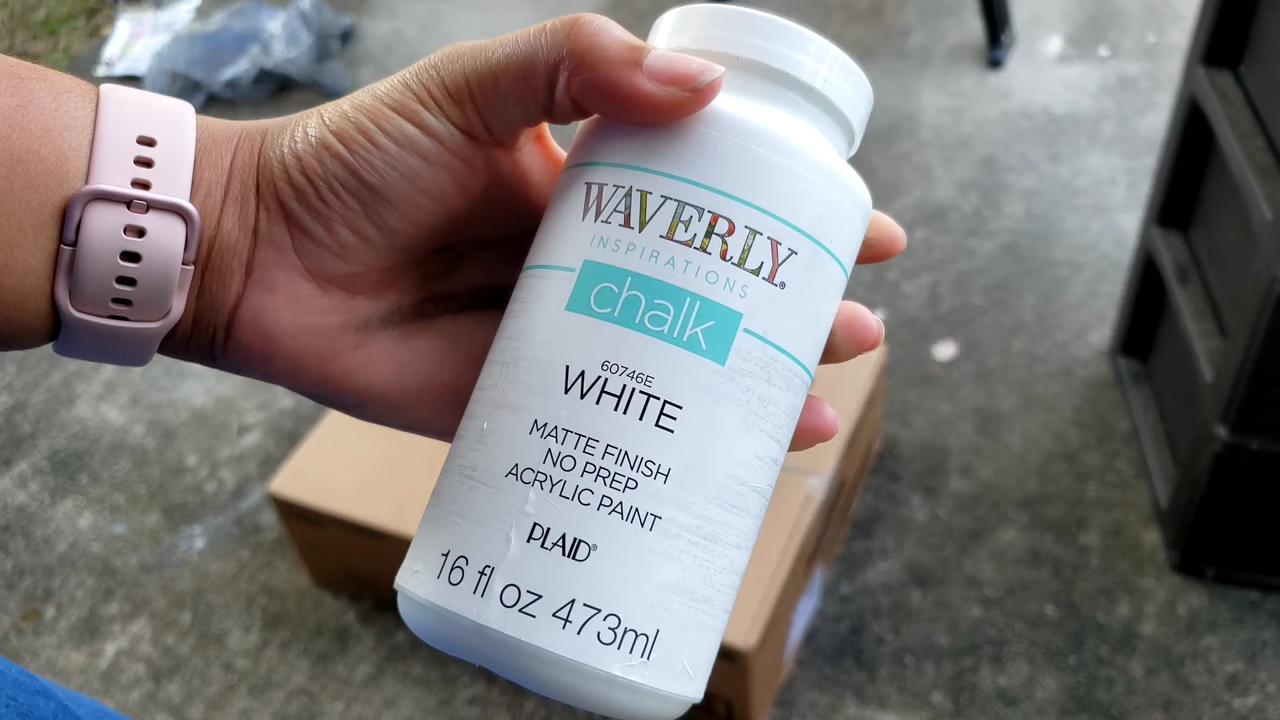 WAVERLY®
INSPIRATIONS
chalk
60746E
WHITE
MATTE FINISH
NO PREP
ACRYLIC PAINT
PLAID®
16 fl oz 473ml